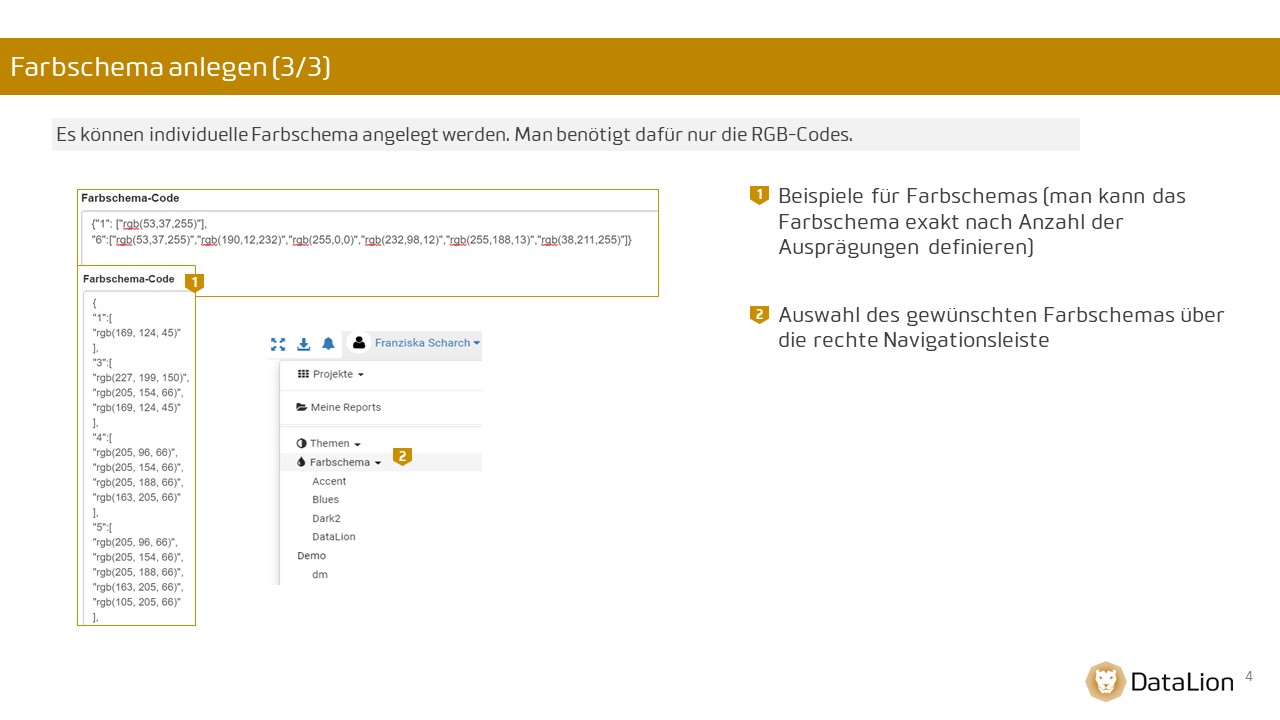 Farbschema anlegen (3/3)
Es können individuelle Farbschema angelegt werden. Man benötigt dafür nur die RGB-Codes.
Farbschema-Code
{"1": ["rgb(53,37,255)"],
"6":["rgb(53,37,255)","rgb(190,12,232)","rgb(255,0,0)","rgb(232,98,12)","rgb(255,188,13)","rgb(38,211,255)"]}
Farbschema-Code
1
{
"1":[
"rgb(169, 124, 45)"
],
"3":[
"rgb(227, 199, 150)",
"rgb(205, 154, 66)",
"rgb(169, 124, 45)"
],
"4":[
"rgb(205, 96, 66)",
"rgb(205, 154, 66)",
"rgb(205, 188, 66)",
"rgb(163, 205, 66)"
],
"5":[
"rgb(205, 96, 66)",
"rgb(205, 154, 66)",
"rgb(205, 188, 66)",
"rgb(163, 205, 66)",
"rgb(105, 205, 66)"
],
Franziska Scharch
Projekte
Meine Reports
Themen
Farbschema
2
Accent
Blues
Dark2
DataLion
Demo
dm
1 Beispiele für Farbschemas (man kann das
Farbschema exakt nach Anzahl der
Ausprägungen definieren)
2 Auswahl des gewünschten Farbschemas über
die rechte Navigationsleiste
DataLion
4